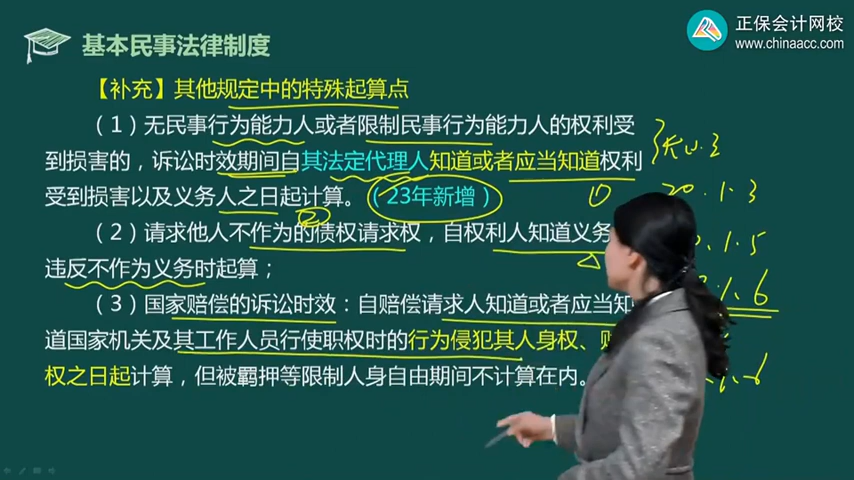 基本民事法律制度
正保会计网校
www.chinaacc.com
【补充】其他规定中的特殊起算点
（1）无民事行为能力人或者限制民事行为能力人的权利受
到损害的，诉讼时效期间自其法定代理人知道或者应当知道权利
受到损害以及义务人之日起计算。（23年新增）
（2）请求他人不作为的债权请求权，自权利人知道义务
违反不作为义务时起算；
（3）国家赔偿的诉讼时效：自赔偿请求人知道或者应当知
道国家机关及其工作人员行使职权时的行为侵犯其人身权、
权之日起计算，但被羁押等限制人身自由期间不计算在内。
①
②
20.1.3
.1.5
.1.6